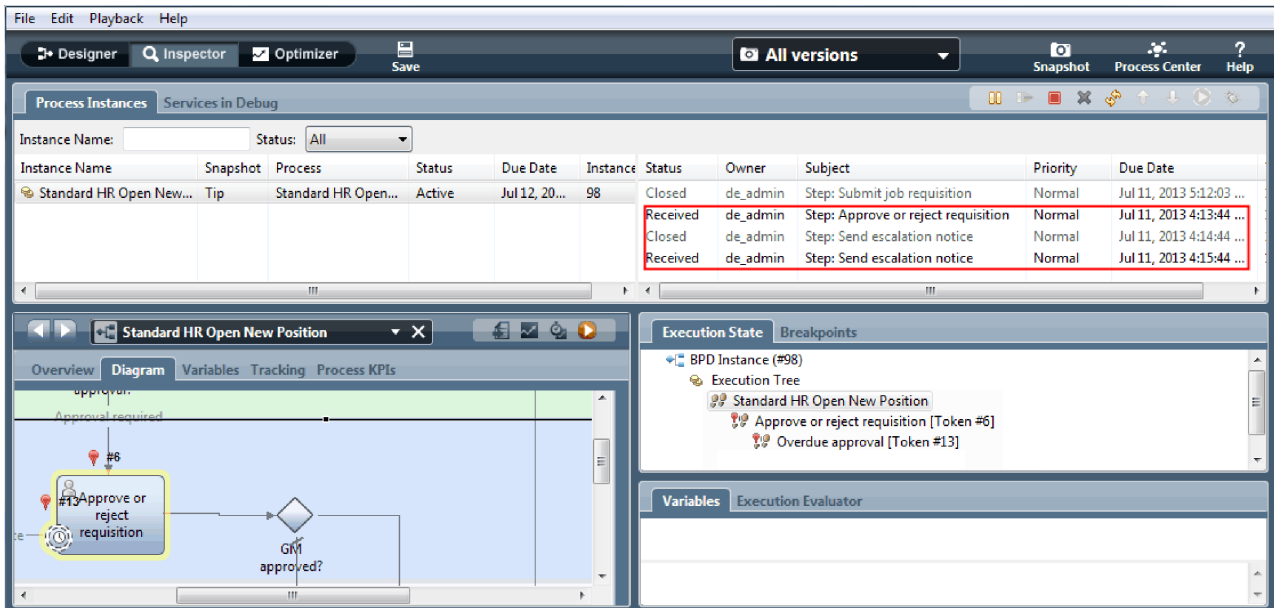 File Edit Playback Help
Designer Inspector Optimizer Save All versions Snapshot Process Center Help
Process Instances Services in Debug
Instance Name: Status: All
Instance Name Snapshot Process Status Due Date Instance Status Owner Subject Priority Due Date
Standard HR Open New... Tip Standard HR Open... Active Jul 12, 20... 98 Closed de_admin Step: Submit job requisition Normal Jul 11, 2013 5:12:03 ...
Received de_admin Step: Approve or reject requisition Normal Jul 11, 2013 4:13:44 ...
Closed de_admin Step: Send escalation notice Normal Jul 11, 2013 4:14:44 ...
Received de_admin Step: Send escalation notice Normal Jul 11, 2013 4:15:44 ...
Standard HR Open New Position
Overview Diagram Variables Tracking Process KPIs
approval?
Approval required
#6
#13
Approve or
reject
requisition
GM
approved?
Execution State Breakpoints
BPD Instance (#98)
Execution Tree
Standard HR Open New Position
Approve or reject requisition [Token #6]
Overdue approval [Token #13]
Variables Execution Evaluator